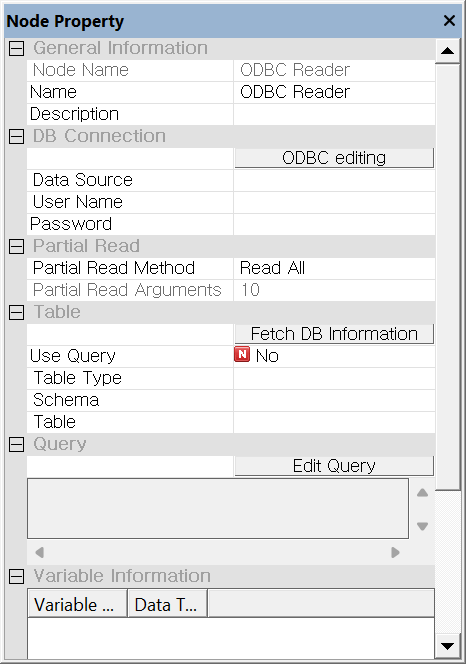 Node Property
General Information
Node Name ODBC Reader
Name ODBC Reader
Description
DB Connection
ODBC editing
Data Source
User Name
Password
Partial Read
Partial Read Method Read All
Partial Read Arguments 10
Table
Fetch DB Information
Use Query N No
Table Type
Schema
Table
Query
Edit Query
Variable Information
Variable ... Data T...